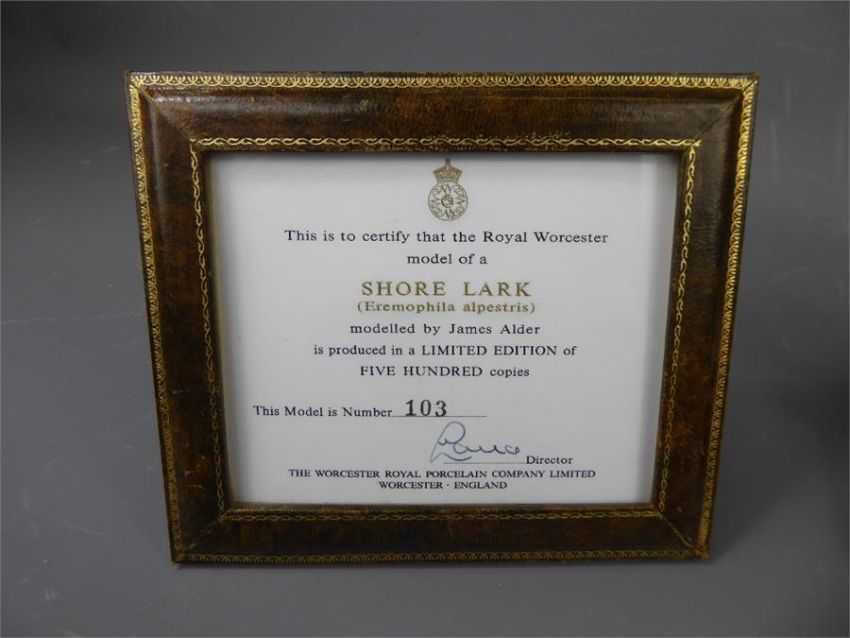 This is to certify that the Royal Worcester
model of a
SHORE LARK
(Eremophila alpestris)
modelled by James Alder
is produced in a LIMITED EDITION of
FIVE HUNDRED copies
This Model is Number 103
Director
THE WORCESTER ROYAL PORCELAIN COMPANY LIMITED
WORCESTER · ENGLAND